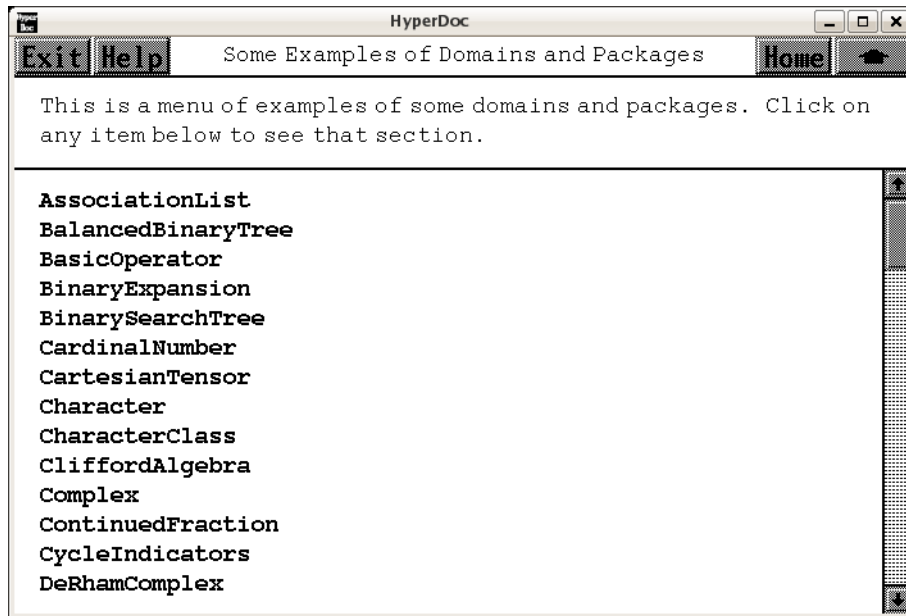 Hyper Doc
HyperDoc
Exit Help Some Examples of Domains and Packages Home
This is a menu of examples of some domains and packages. Click on
any item below to see that section.
AssociationList
BalancedBinaryTree
BasicOperator
BinaryExpansion
BinarySearchTree
CardinalNumber
CartesianTensor
Character
CharacterClass
CliffordAlgebra
Complex
ContinuedFraction
CycleIndicators
DeRhamComplex